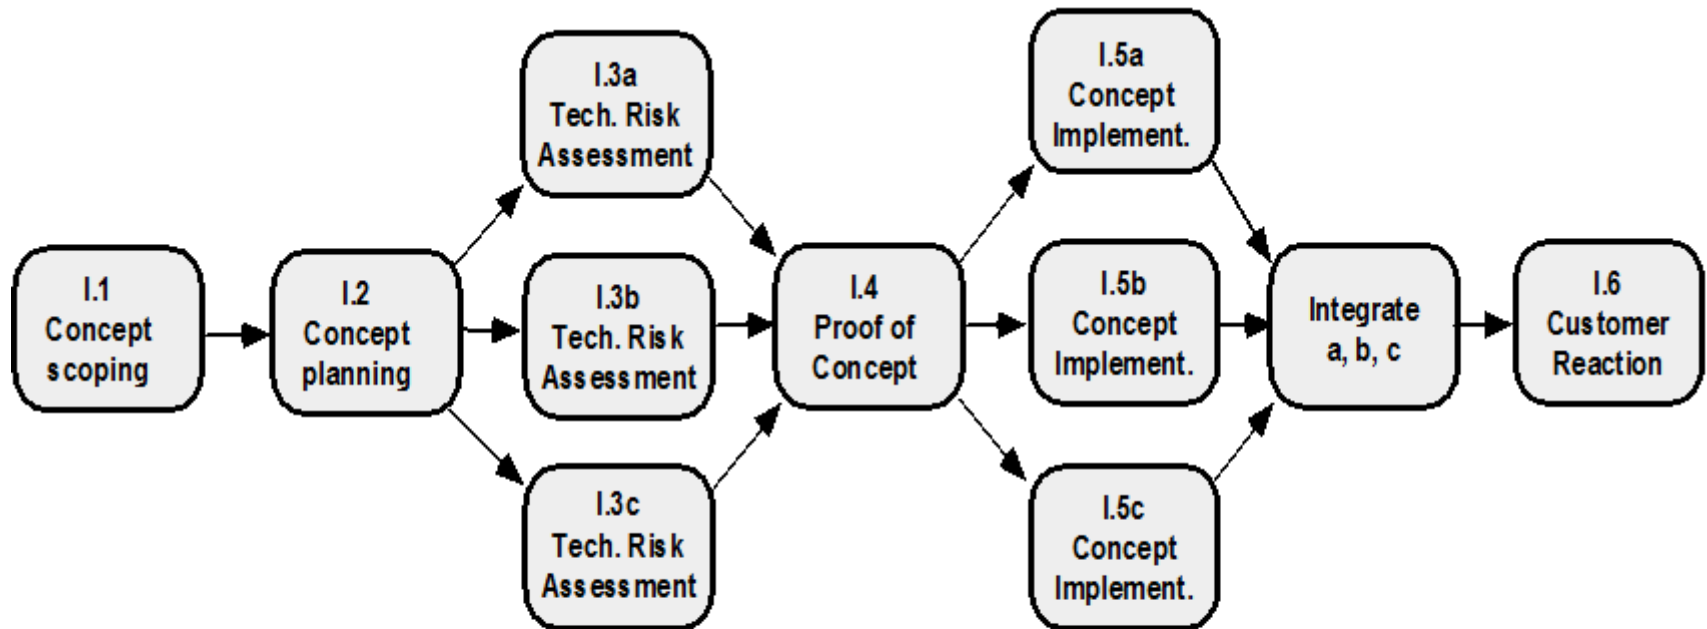 I.1
Concept
scoping
I.2
Concept
planning
I.3a
Tech. Risk
Assessment
I.3b
Tech. Risk
Assessment
I.3c
Tech. Risk
Assessment
I.4
Proof of
Concept
I.5a
Concept
Implement.
I.5b
Concept
Implement.
I.5c
Concept
Implement.
Integrate
a, b, c
I.6
Customer
Reaction